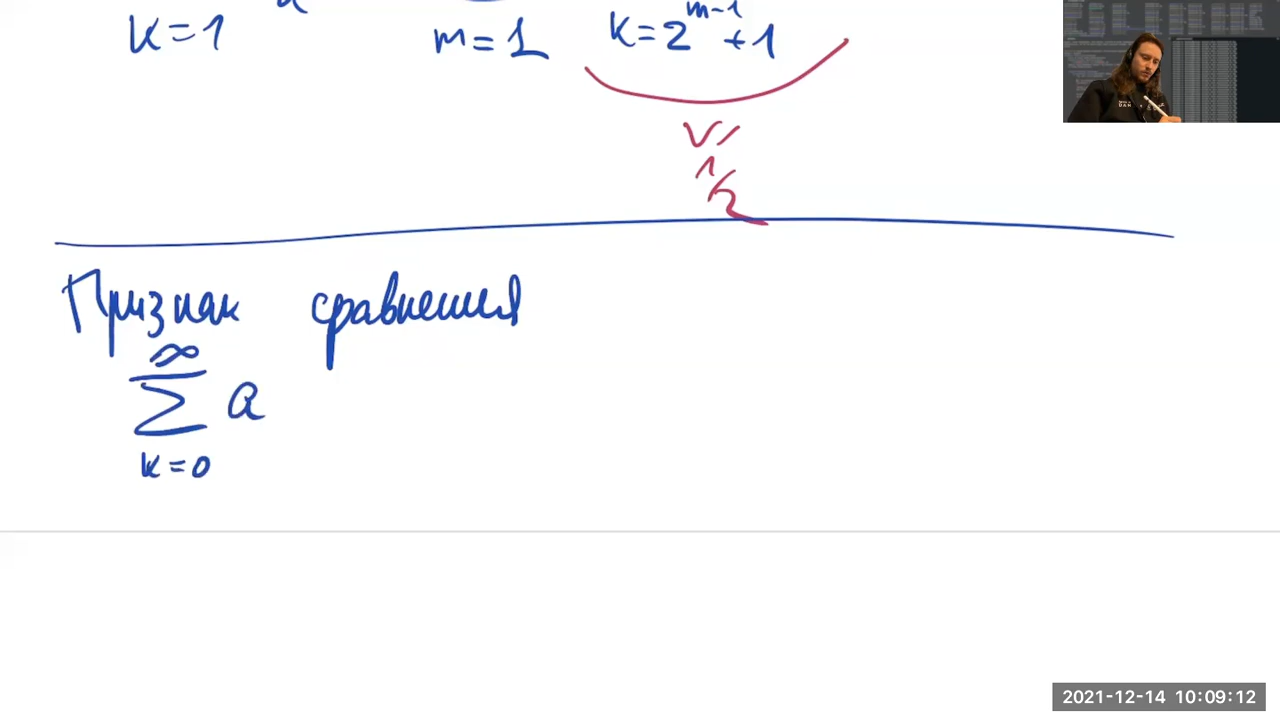 k=1 m=1 k=2^{m-1}+1
V/
1/2
Признак сравнения
∞
∑ a
k=0
2021-12-14 10:09:12